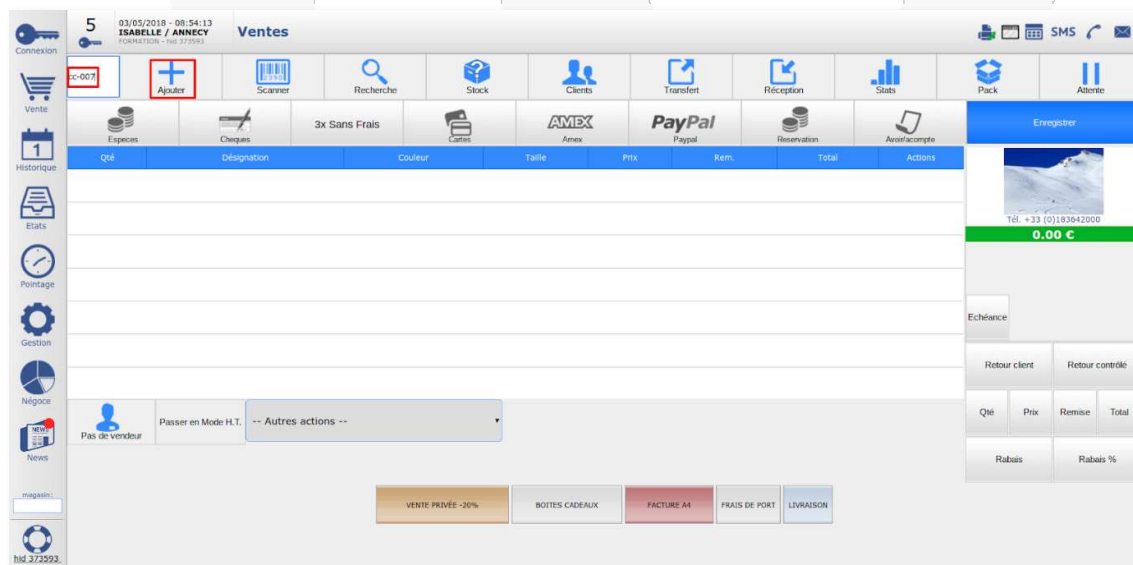 Connexion
5
03/05/2018 - 08:54:13
ISABELLE / ANNECY
FORMATION - hid 373593
Ventes
SMS
cc-007
Ajouter
Scanner
Recherche
Stock
Clients
Transfert
Réception
Stats
Pack
Attente
Vente
Especes
Cheques
3x Sans Frais
Cartes
AMEX
Amex
PayPal
Paypal
Reservation
Avoir/acompte
Enregistrer
1
Historique
Qté
Désignation
Couleur
Taille
Prix
Rem.
Total
Actions
Etats
Tél. +33 (0)183642000
0.00 €
Pointage
Gestion
Echéance
Négoce
Retour client
Retour contrôlé
NEWS
News
Pas de vendeur
Passer en Mode H.T.
-- Autres actions --
Qté
Prix
Remise
Total
Rabais
Rabais %
magasin:
VENTE PRIVÉE -20%
BOITES CADEAUX
FACTURE A4
FRAIS DE PORT
LIVRAISON
hid 373593